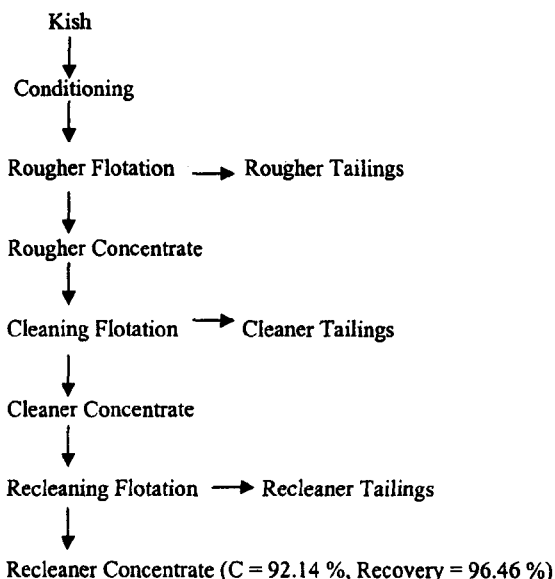 Kish
Conditioning
Rougher Flotation → Rougher Tailings
Rougher Concentrate
Cleaning Flotation → Cleaner Tailings
Cleaner Concentrate
Recleaning Flotation → Recleaner Tailings
Recleaner Concentrate (C = 92.14 %, Recovery = 96.46 %)